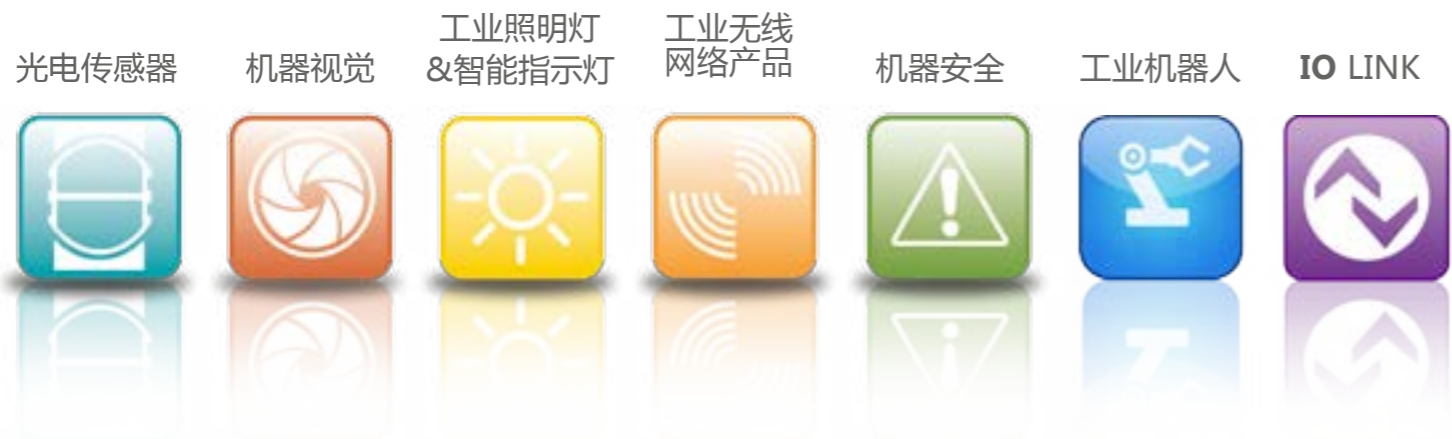 光电传感器
机器视觉
工业照明灯
&智能指示灯
工业无线
网络产品
机器安全
工业机器人
IO LINK